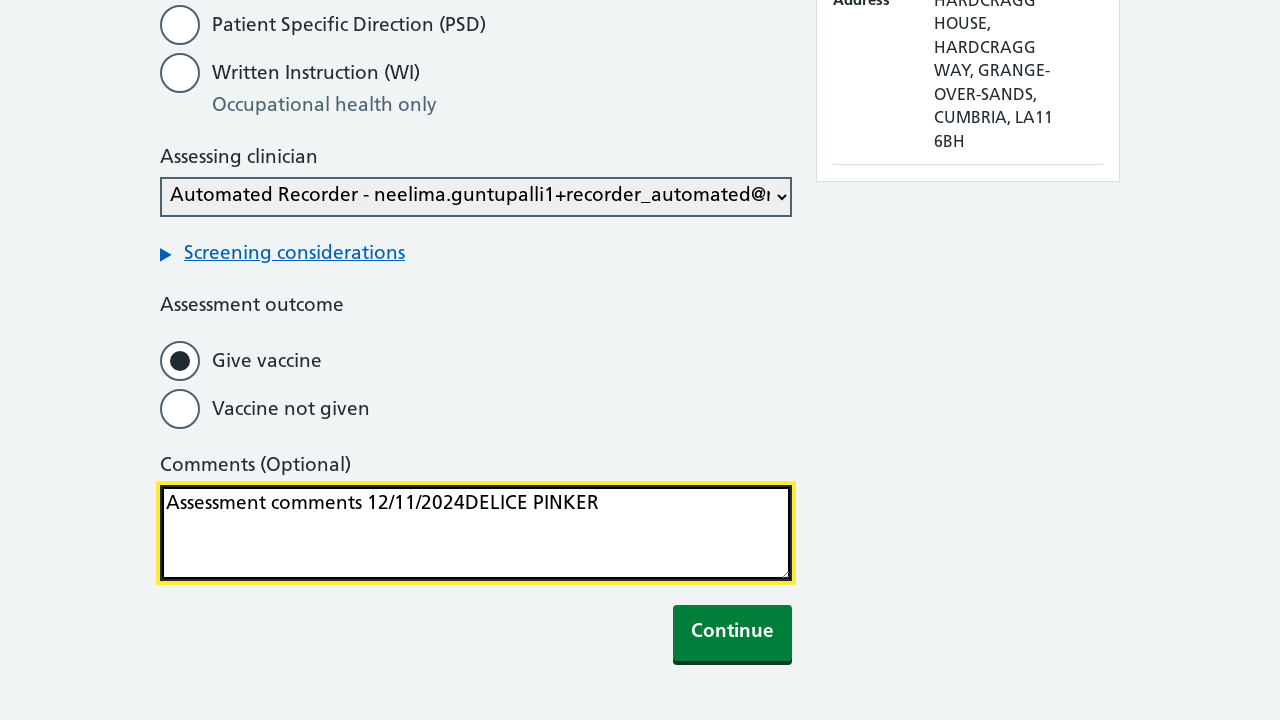 Patient Specific Direction (PSD)
Written Instruction (WI)
Occupational health only
Assessing clinician
Automated Recorder - neelima.guntupalli1+recorder_automated@
Screening considerations
Assessment outcome
Give vaccine
Vaccine not given
Comments (Optional)
Assessment comments 12/11/2024DELICE PINKER
Continue
Address
HARDCRAGG
HOUSE,
HARDCRAGG
WAY, GRANGE-
OVER-SANDS,
CUMBRIA, LA11
6BH